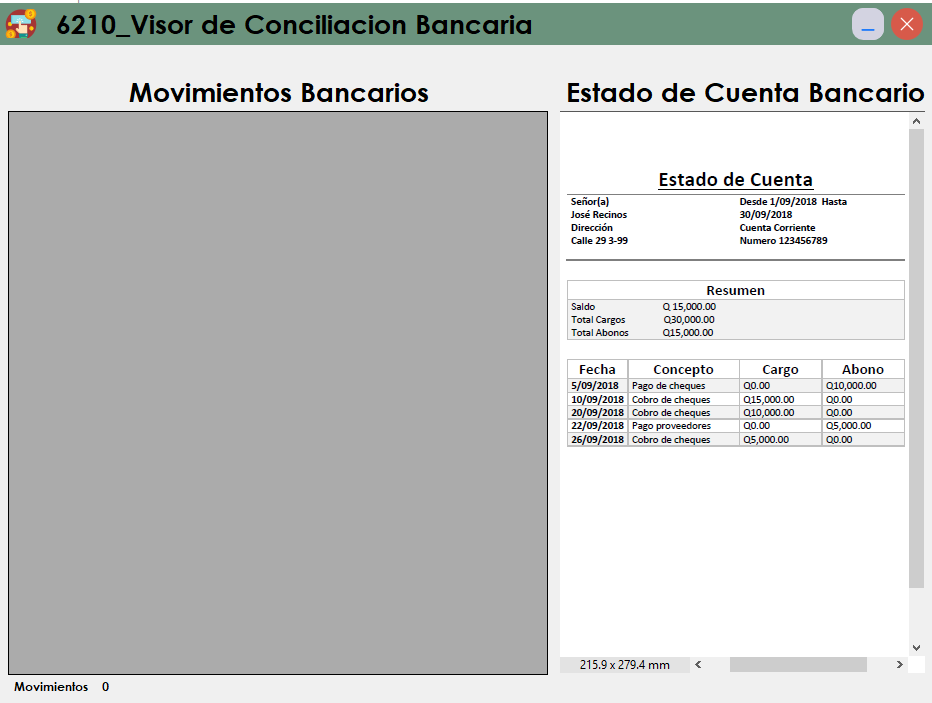 6210_Visor de Conciliacion Bancaria
Movimientos Bancarios
Estado de Cuenta Bancario
Estado de Cuenta
Señor(a) Desde 1/09/2018 Hasta
José Recinos 30/09/2018
Dirección Cuenta Corriente
Calle 29 3-99 Numero 123456789
Resumen
Saldo Q 15,000.00
Total Cargos Q30,000.00
Total Abonos Q15,000.00
Fecha Concepto Cargo Abono
5/09/2018 Pago de cheques Q0.00 Q10,000.00
10/09/2018 Cobro de cheques Q15,000.00 Q0.00
20/09/2018 Cobro de cheques Q10,000.00 Q0.00
22/09/2018 Pago proveedores Q0.00 Q5,000.00
26/09/2018 Cobro de cheques Q5,000.00 Q0.00
215.9 x 279.4 mm
Movimientos 0